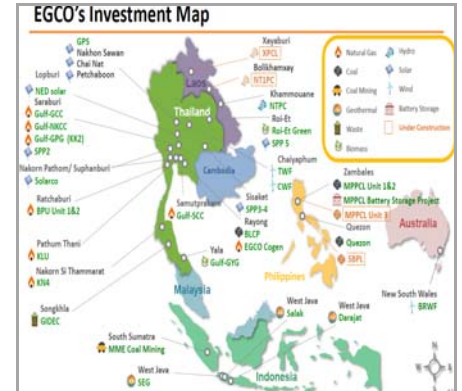 EGCO's Investment Map
GPS
Nakhon Sawan
Chai Nat
Petchaboon
Lopburi
NED solar
Saraburi
Gulf-GCC
Gulf-NKCC
Gulf-GPG (KK2)
SPP2
Nakorn Pathom/ Suphanburi
Solarco
Ratchaburi
BPU Unit 1&2
Pathum Thani
KLU
Nakorn Si Thammarat
KN4
Songkhla
GIDEC
Xayaburi
XPCL
Bolikhamxay
NT1PC
Laos
Khammouane
NTPC
Thailand
Roi-Et
Roi-Et Green
SPP 5
Chaiyaphum
TWF
CWF
Cambodia
Sisaket
SPP3-4
Samutprakarn
Gulf-SCC
Rayong
BLCP
EGCO Cogen
Yala
Gulf-GYG
Malaysia
Natural Gas
Hydro
Coal
Solar
Coal Mining
Wind
Geothermal
Battery Storage
Waste
Under Construction
Biomass
Zambales
MPPCL Unit 1&2
MPPCL Battery Storage Project
MPPCL Unit 3
Quezon
Quezon
SBPL
Philippines
Australia
New South Wales
BRWF
South Sumatra
MME Coal Mining
West Java
SEG
West Java
Salak
West Java
Darajat
Indonesia